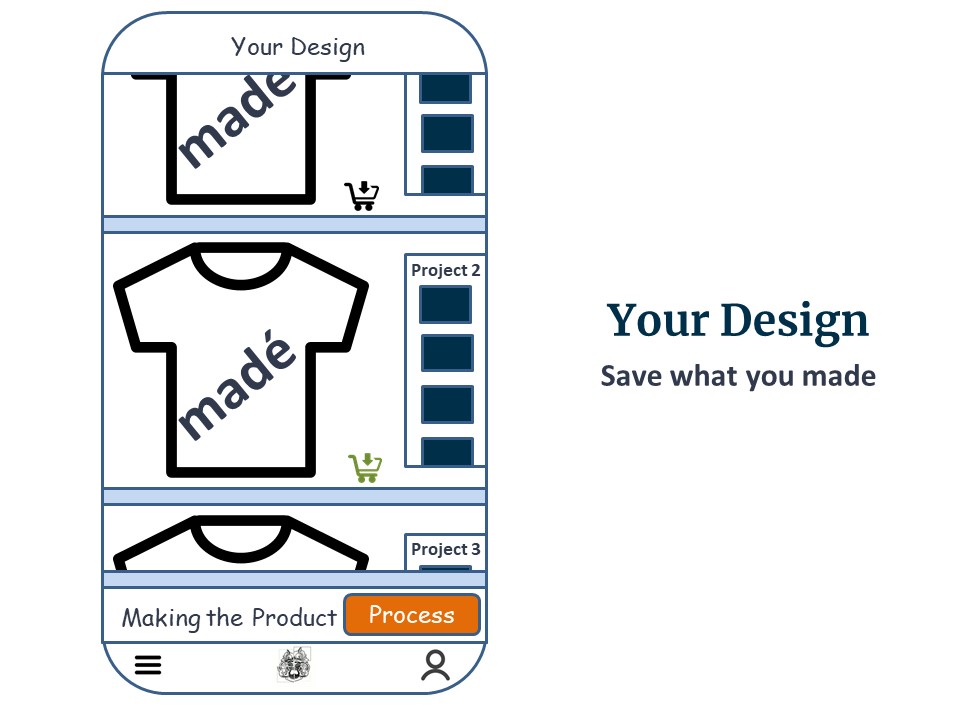 Your Design
madé
Project 2
madé
Project 3
Making the Product
Process
Your Design
Save what you made